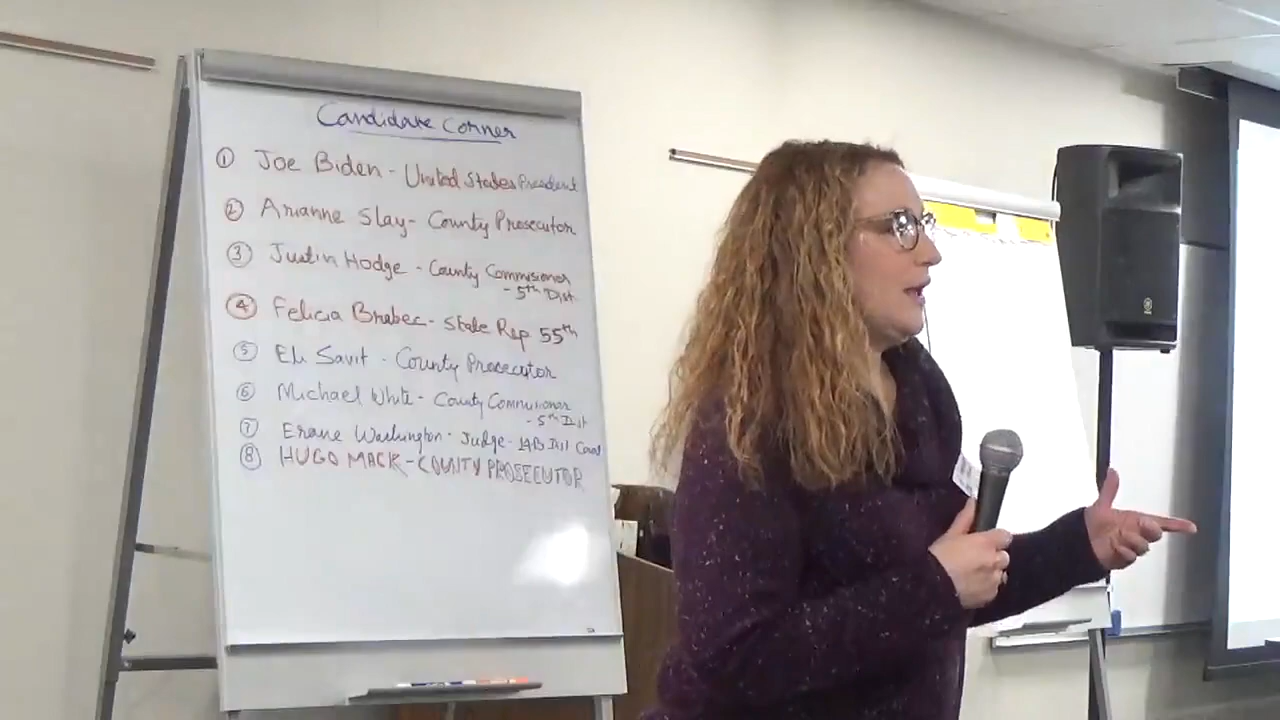 Candidate Corner
① Joe Biden - United States President
② Arianne Slay - County Prosecutor
③ Justin Hodge - County Commisioner
- 5th Dist.
④ Felicia Brabec - State Rep 55th
⑤ Eli Savit - County Prosecutor
⑥ Michael White - County Commisioner
- 5th Dist
⑦ Erane Washington - Judge - 14B Dist Court
⑧ HUGO MACK - COUNTY PROSECUTOR